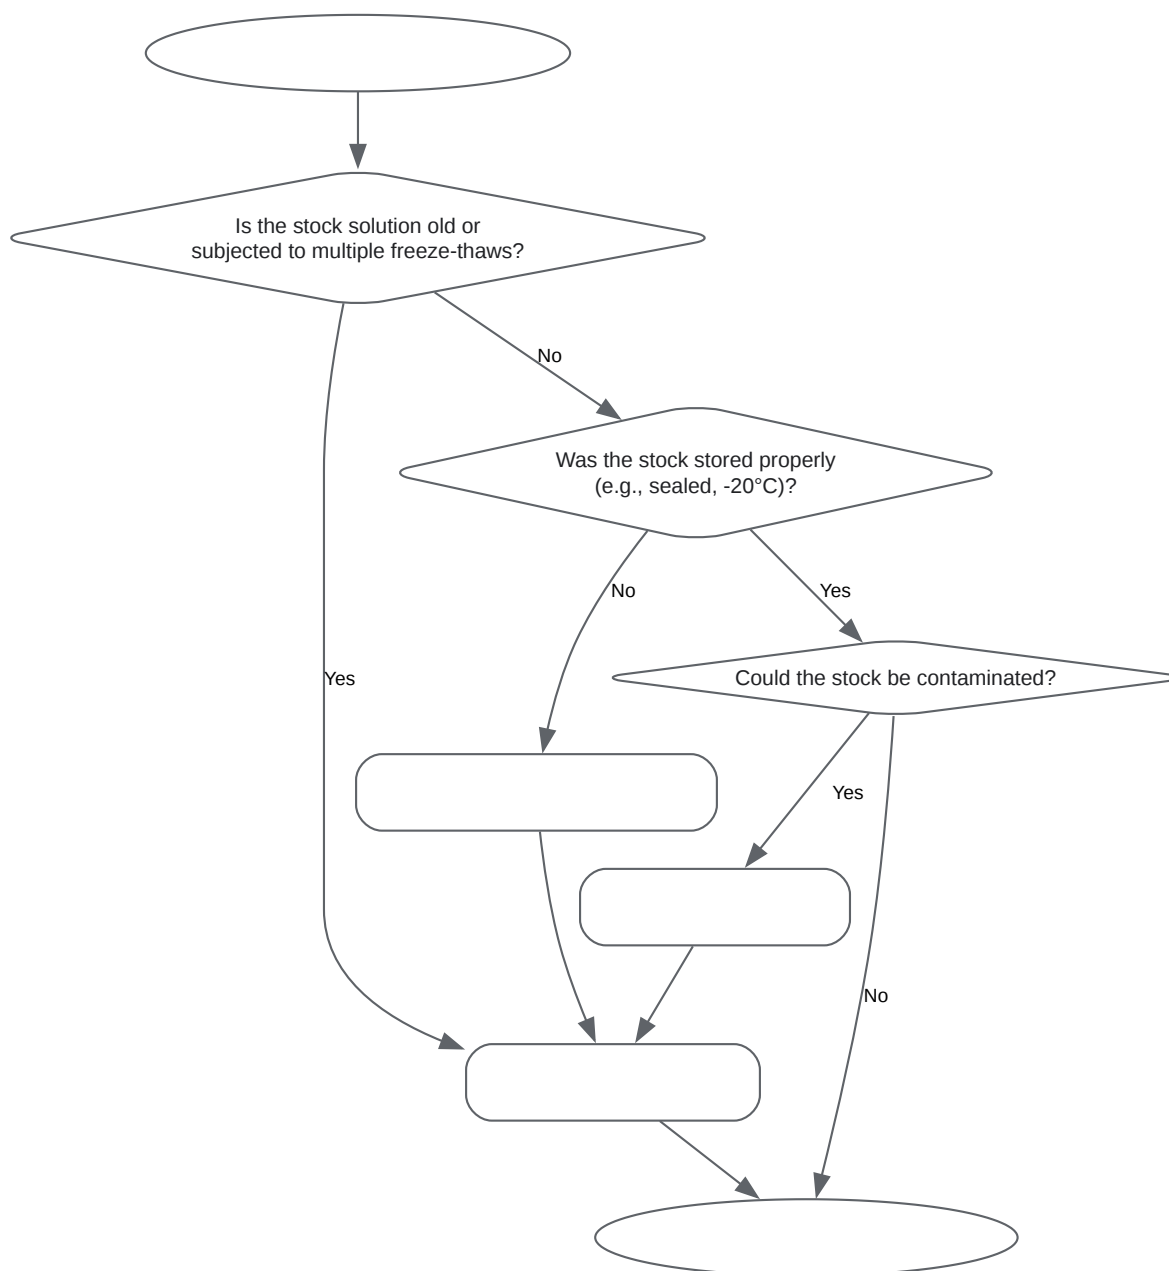 Is the stock solution old or
subjected to multiple freeze-thaws?
No
Was the stock stored properly
(e.g., sealed, -20°C)?
No
Yes
Yes
Could the stock be contaminated?
Yes
No